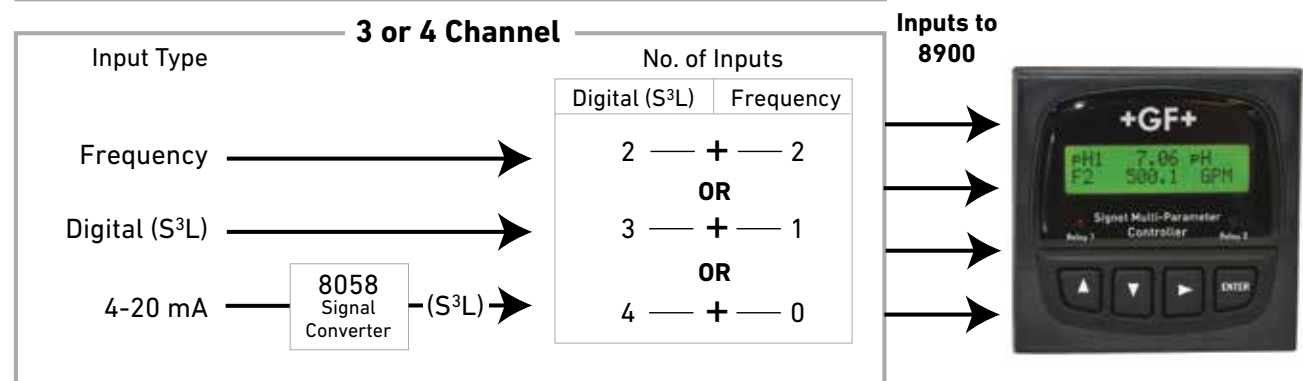 3 or 4 Channel
Inputs to
8900
Input Type
No. of Inputs
Digital (S³L) Frequency
Frequency
2 — + — 2
OR
Digital (S³L)
3 — + — 1
OR
4-20 mA
8058
Signal
Converter
(S³L)
4 — + — 0
+GF+
pH1 7.06 pH
F2 500.1 GPM
Signet Multi-Parameter
Controller
Relay 1
Relay 2
ENTER